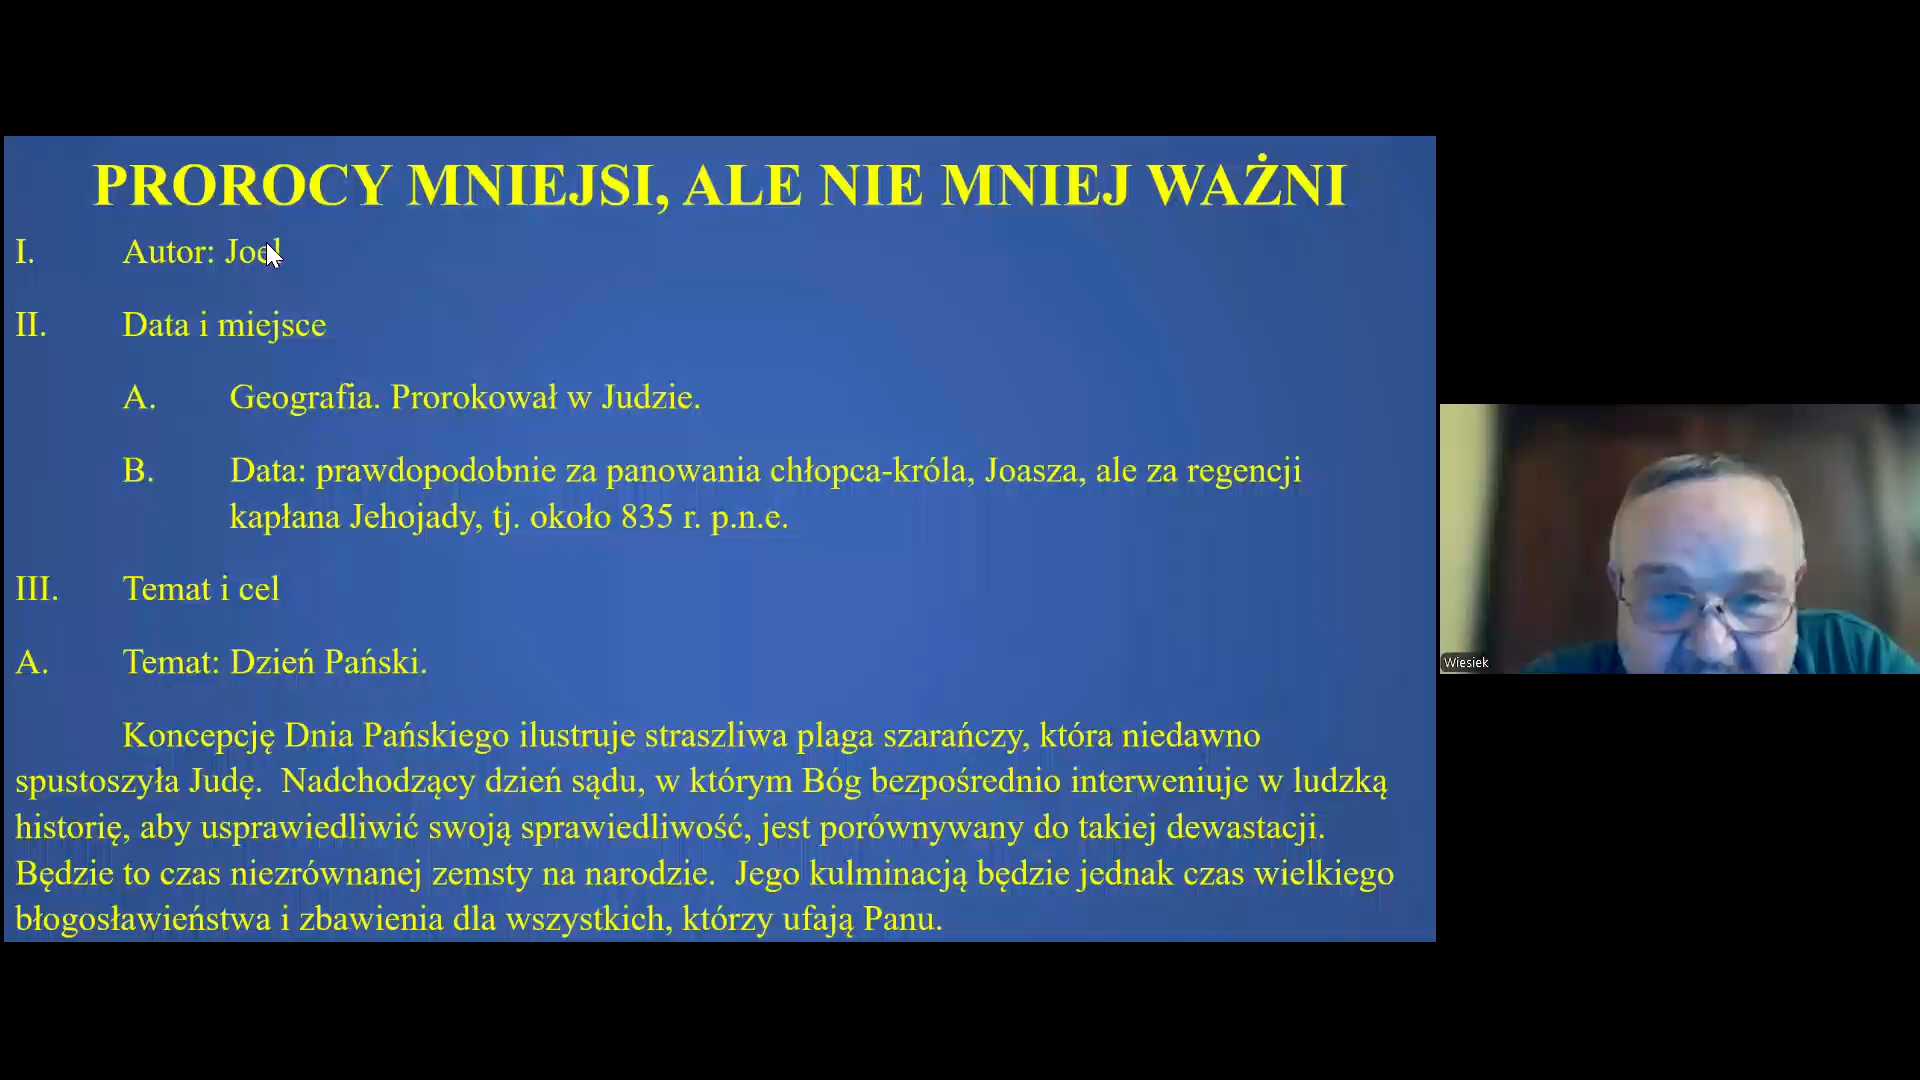 PROROCY MNIEJSI, ALE NIE MNIEJ WAŻNI
I. Autor: Joel
II. Data i miejsce
A. Geografia. Prorokował w Judzie.
B. Data: prawdopodobnie za panowania chłopca-króla, Joasza, ale za regencji
kapłana Jehojady, tj. około 835 r. p.n.e.
III. Temat i cel
A. Temat: Dzień Pański.
Koncepcję Dnia Pańskiego ilustruje straszliwa plaga szarańczy, która niedawno
spustoszyła Judę. Nadchodzący dzień sądu, w którym Bóg bezpośrednio interweniuje w ludzką
historię, aby usprawiedliwić swoją sprawiedliwość, jest porównywany do takiej dewastacji.
Będzie to czas niezrównanej zemsty na narodzie. Jego kulminacją będzie jednak czas wielkiego
błogosławieństwa i zbawienia dla wszystkich, którzy ufają Panu.
Wiesiek